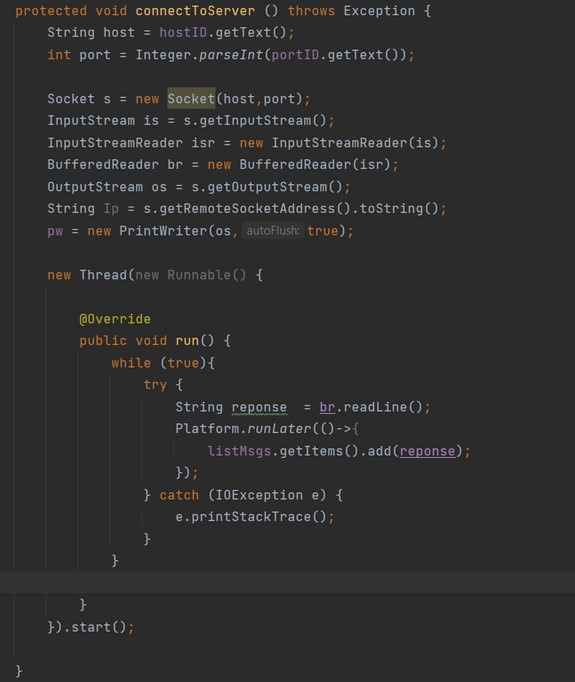 protected void connectToServer () throws Exception {
    String host = hostID.getText();
    int port = Integer.parseInt(portID.getText());

    Socket s = new Socket(host,port);
    InputStream is = s.getInputStream();
    InputStreamReader isr = new InputStreamReader(is);
    BufferedReader br = new BufferedReader(isr);
    OutputStream os = s.getOutputStream();
    String Ip = s.getRemoteSocketAddress().toString();
    pw = new PrintWriter(os, autoFlush: true);

    new Thread(new Runnable() {

        @Override
        public void run() {
            while (true){
                try {
                    String reponse  = br.readLine();
                    Platform.runLater(()->{
                        listMsgs.getItems().add(reponse);
                    });
                } catch (IOException e) {
                    e.printStackTrace();
                }
            }

        }
    }).start();

}